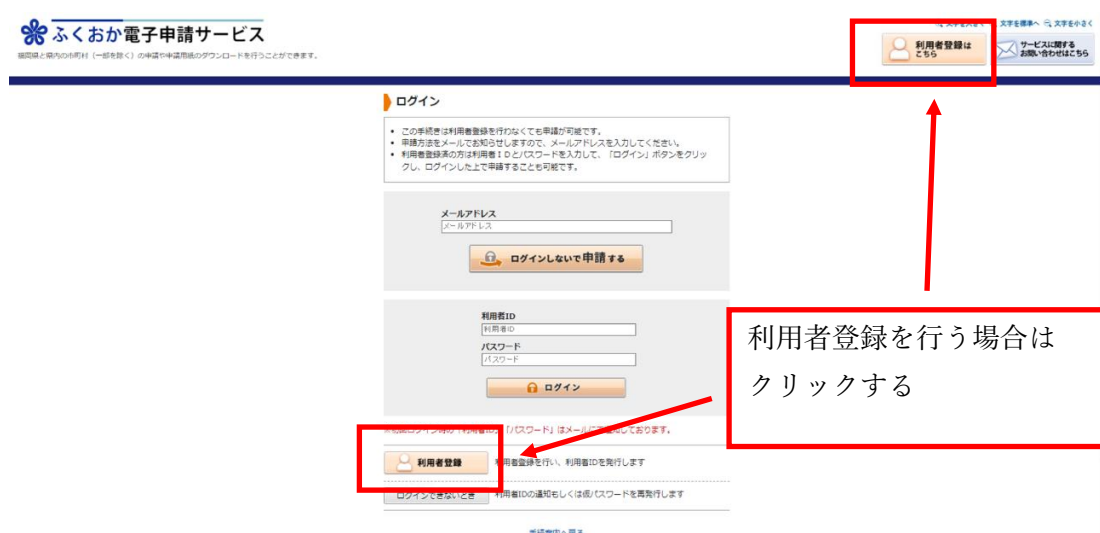 ふくおか電子申請サービス
福岡県と県内の市町村（一部を除く）の申請や申請用紙のダウンロードを行うことができます。
文字を標準へ 文字を小さく
利用者登録は
こちら
サービスに関する
お問い合わせはこちら
ログイン
・ この手続きは利用者登録を行わなくても申請が可能です。
・ 申請方法をメールでお知らせしますので、メールアドレスを入力してください。
・ 利用者登録済の方は利用者ＩＤとパスワードを入力して、「ログイン」ボタンをクリッ
クし、ログインした上で申請することも可能です。
メールアドレス
メールアドレス
ログインしないで申請する
利用者ID
利用者ID
パスワード
パスワード
ログイン
利用者登録を行う場合は
クリックする
「パスワード」はメールに
しております。
利用者登録
利用者登録を行い、利用者IDを発行します
ログインできないとき
利用者IDの通知もしくは仮パスワードを再発行します